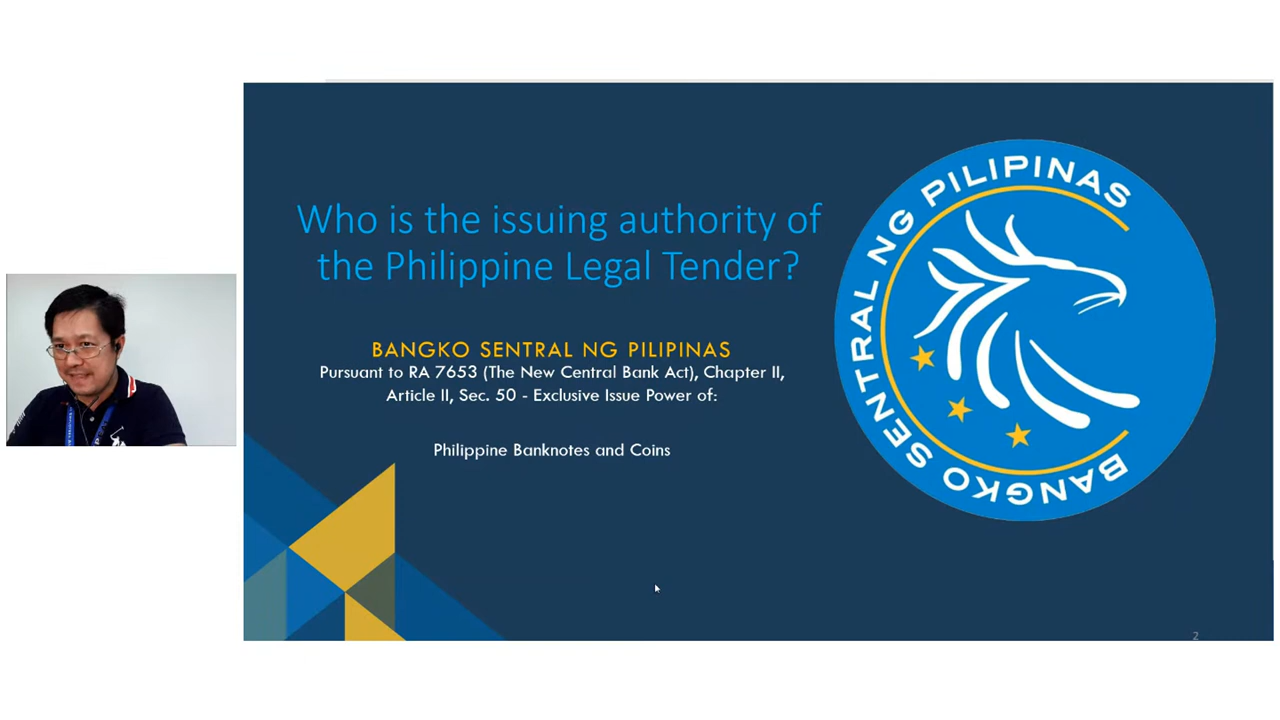 Who is the issuing authority of
the Philippine Legal Tender?
BANGKO SENTRAL NG PILIPINAS
Pursuant to RA 7653 (The New Central Bank Act), Chapter II,
Article II, Sec. 50 - Exclusive Issue Power of:
Philippine Banknotes and Coins
BANGKO SENTRAL NG PILIPINAS
2